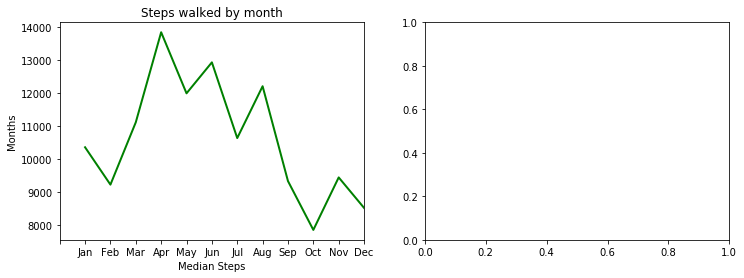 Steps walked by month
14000
13000
12000
11000
10000
9000
8000
Months
Jan Feb Mar Apr May Jun Jul Aug Sep Oct Nov Dec
Median Steps
1.0
0.8
0.6
0.4
0.2
0.0
0.0 0.2 0.4 0.6 0.8 1.0